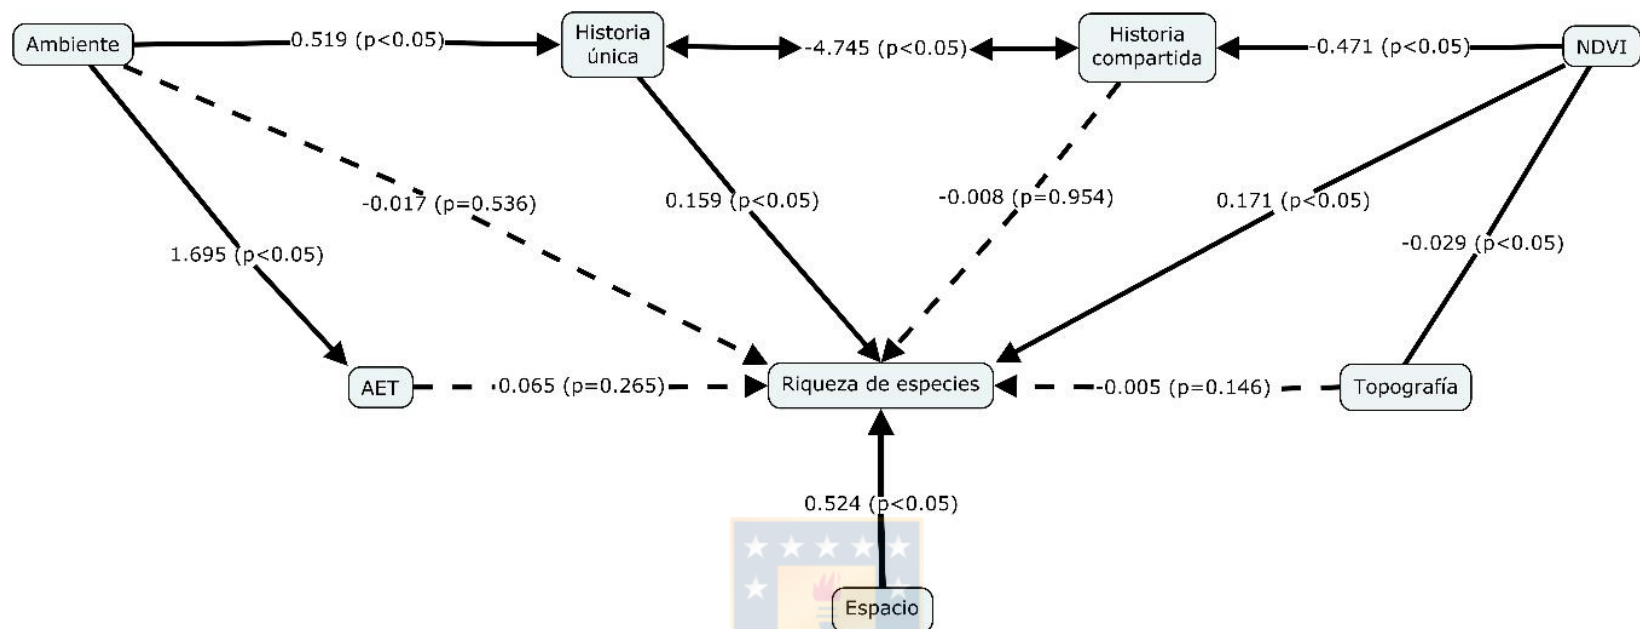 Ambiente
0.519 (p<0.05)
Historia
única
-4.745 (p<0.05)
Historia
compartida
-0.471 (p<0.05)
NDVI
-0.017 (p=0.536)
0.159 (p<0.05)
-0.008 (p=0.954)
0.171 (p<0.05)
1.695 (p<0.05)
-0.029 (p<0.05)
AET
-0.065 (p=0.265)
Riqueza de especies
-0.005 (p=0.146)
Topografía
0.524 (p<0.05)
Espacio